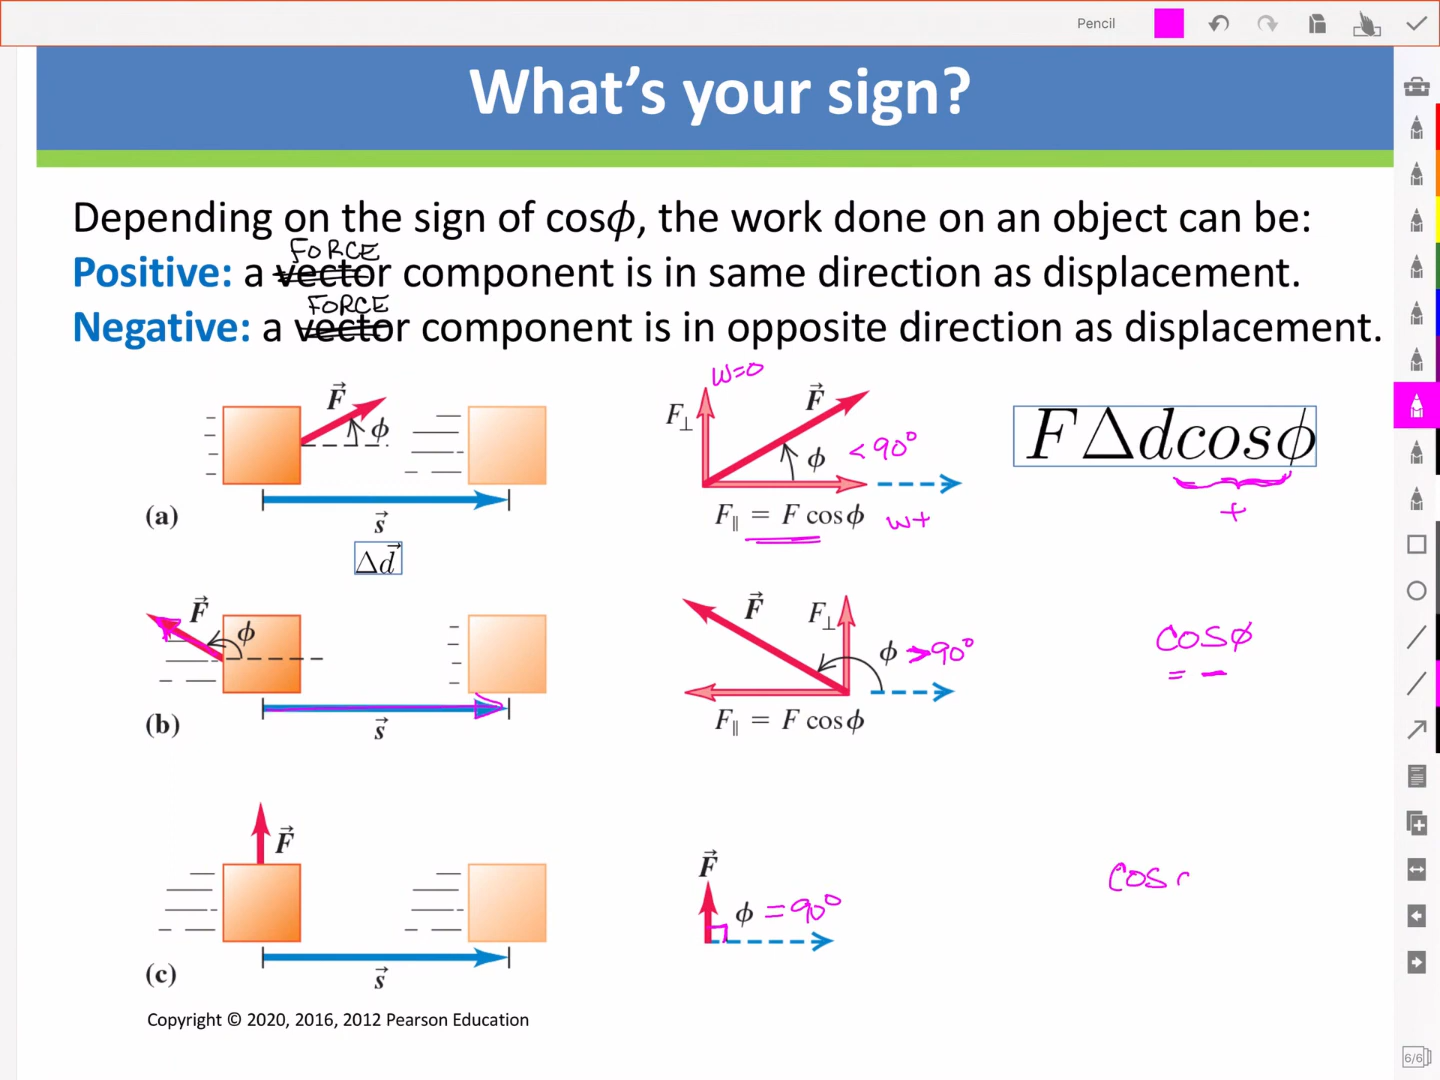 Pencil
What's your sign?
Depending on the sign of cosϕ, the work done on an object can be:
FORCE
Positive: a vector component is in same direction as displacement.
FORCE
Negative: a vector component is in opposite direction as displacement.
F⃗
ϕ
s⃗
(a)
Δd⃗
W=0
F⊥
F⃗
ϕ <90°
F∥ = F cosϕ W+
FΔdcosϕ
+
F⃗
ϕ
s⃗
(b)
F⃗
F⊥
ϕ >90°
F∥ = F cosϕ
cosϕ
= −
F⃗
s⃗
(c)
F⃗
ϕ =90°
cos
Copyright © 2020, 2016, 2012 Pearson Education
6/6